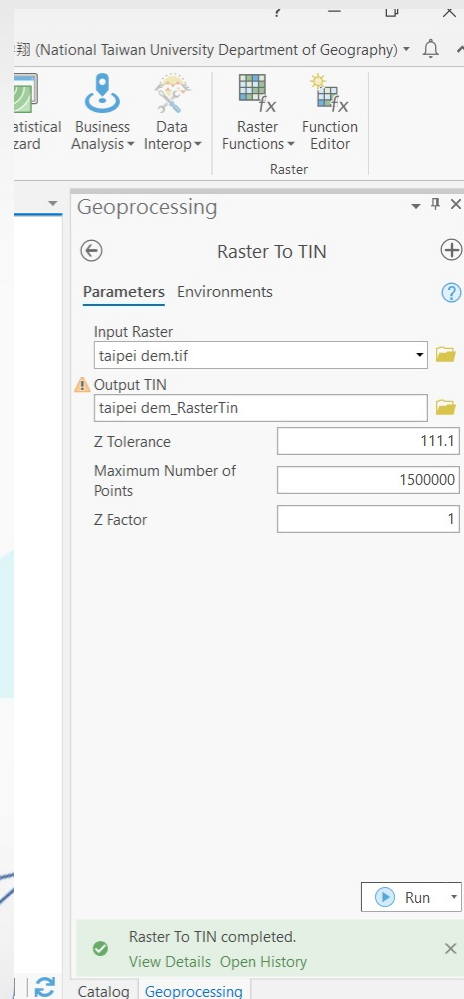 翔 (National Taiwan University Department of Geography)
Business
Data
Raster
Function
Analysis
Interop
Functions
Editor
Raster
Geoprocessing
Raster To TIN
Parameters Environments
Input Raster
taipei dem.tif
Output TIN
taipei dem_RasterTin
Z Tolerance
111.1
Maximum Number of
Points
1500000
Z Factor
1
Run
Raster To TIN completed.
View Details Open History
Catalog Geoprocessing